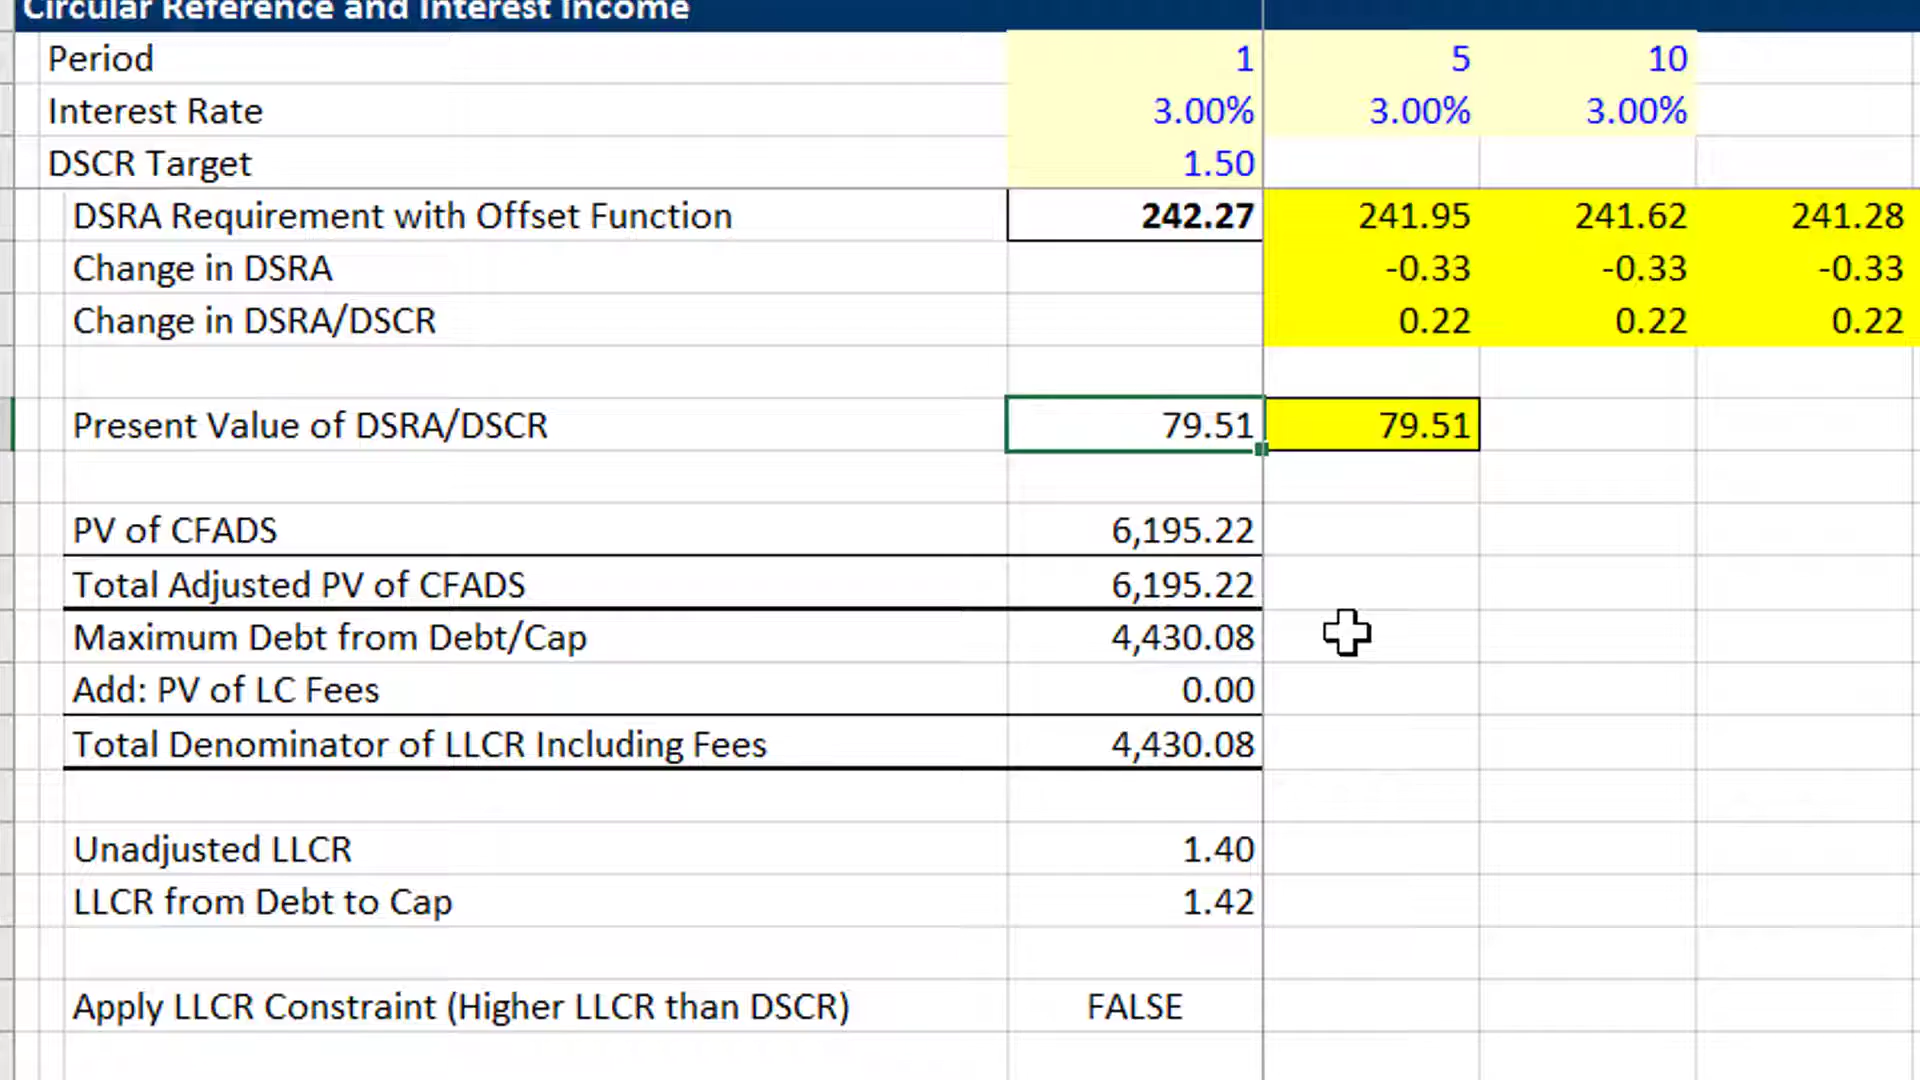 Circular Reference and Interest Income
Period 1 5 10
Interest Rate 3.00% 3.00% 3.00%
DSCR Target 1.50
DSRA Requirement with Offset Function 242.27 241.95 241.62 241.28
Change in DSRA -0.33 -0.33 -0.33
Change in DSRA/DSCR 0.22 0.22 0.22
Present Value of DSRA/DSCR 79.51 79.51
PV of CFADS 6,195.22
Total Adjusted PV of CFADS 6,195.22
Maximum Debt from Debt/Cap 4,430.08
Add: PV of LC Fees 0.00
Total Denominator of LLCR Including Fees 4,430.08
Unadjusted LLCR 1.40
LLCR from Debt to Cap 1.42
Apply LLCR Constraint (Higher LLCR than DSCR) FALSE